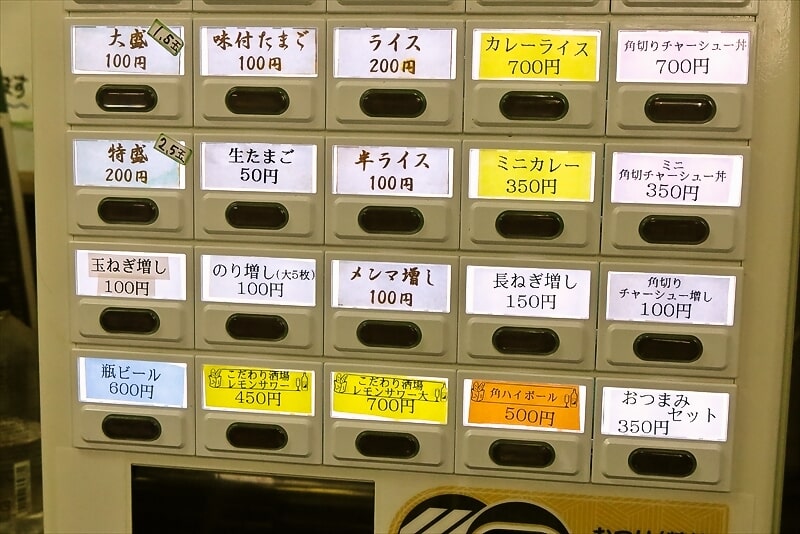 大盛
1.5玉
100円
味付たまご
100円
ライス
200円
カレーライス
700円
角切りチャーシュー丼
700円
特盛
2.5玉
200円
生たまご
50円
半ライス
100円
ミニカレー
350円
ミニ
角切チャーシュー丼
350円
玉ねぎ増し
100円
のり増し(大5枚)
100円
メンマ増し
100円
長ねぎ増し
150円
角切り
チャーシュー増し
100円
瓶ビール
600円
こだわり酒場
レモンサワー
450円
こだわり酒場
レモンサワー大
700円
角ハイボール
500円
おつまみ
セット
350円
ます